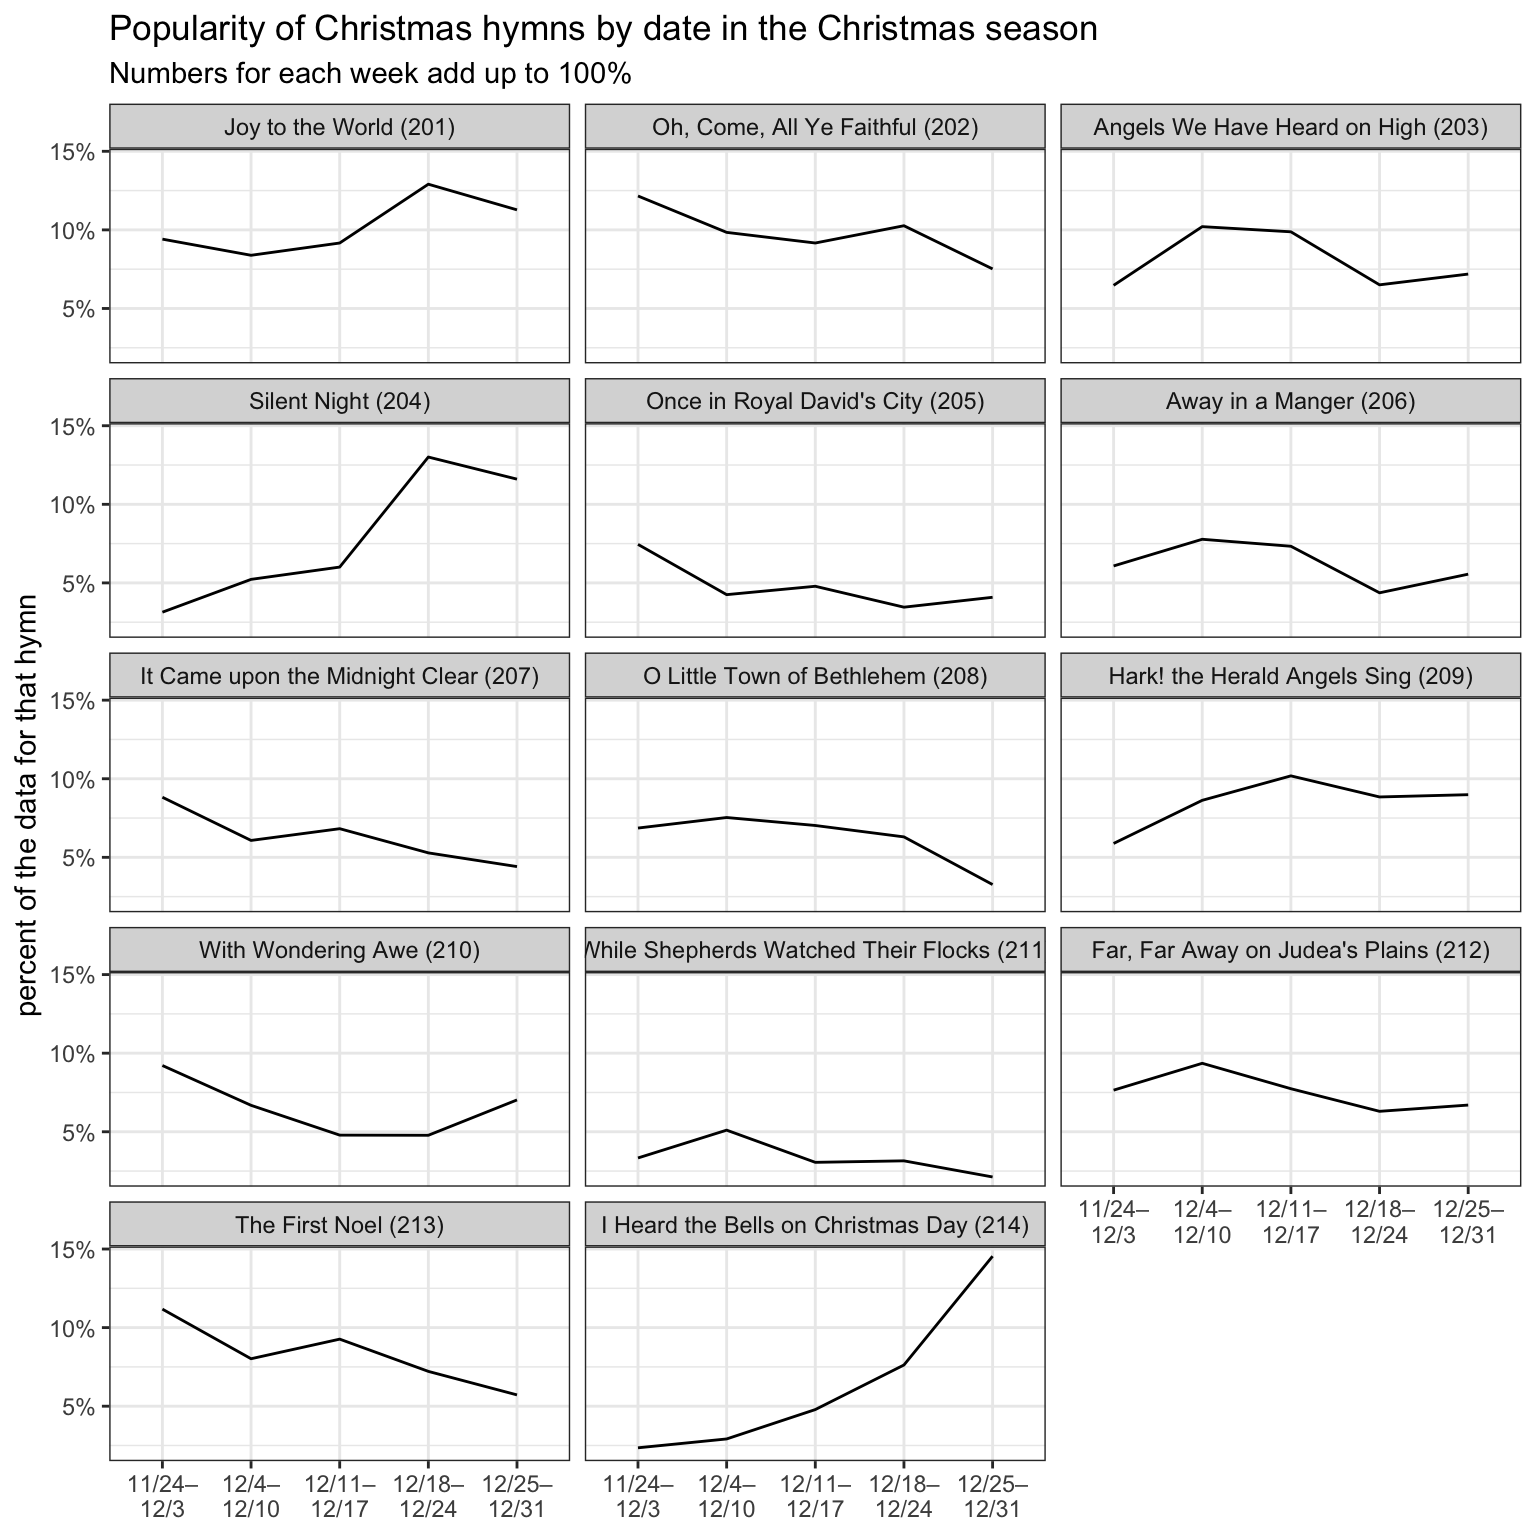 Popularity of Christmas hymns by date in the Christmas season
Numbers for each week add up to 100%
percent of the data for that hymn
Joy to the World (201)
Oh, Come, All Ye Faithful (202)
Angels We Have Heard on High (203)
15%
10%
5%
Silent Night (204)
Once in Royal David's City (205)
Away in a Manger (206)
15%
10%
5%
It Came upon the Midnight Clear (207)
O Little Town of Bethlehem (208)
Hark! the Herald Angels Sing (209)
15%
10%
5%
With Wondering Awe (210)
While Shepherds Watched Their Flocks (211
Far, Far Away on Judea's Plains (212)
15%
10%
5%
11/24–
12/3
12/4–
12/10
12/11–
12/17
12/18–
12/24
12/25–
12/31
The First Noel (213)
I Heard the Bells on Christmas Day (214)
15%
10%
5%
11/24–
12/3
12/4–
12/10
12/11–
12/17
12/18–
12/24
12/25–
12/31
11/24–
12/3
12/4–
12/10
12/11–
12/17
12/18–
12/24
12/25–
12/31